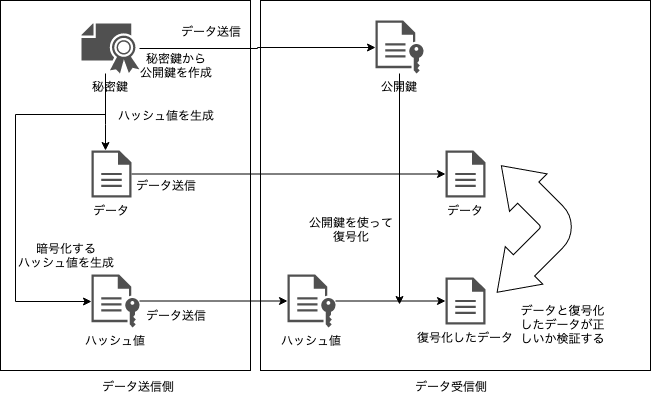 データ送信
秘密鍵から
公開鍵を作成
秘密鍵
公開鍵
ハッシュ値を生成
データ送信
データ
データ
公開鍵を使って
復号化
暗号化する
ハッシュ値を生成
データ送信
ハッシュ値
ハッシュ値
復号化したデータ
データと復号化
したデータが正
しいか検証する
データ送信側
データ受信側